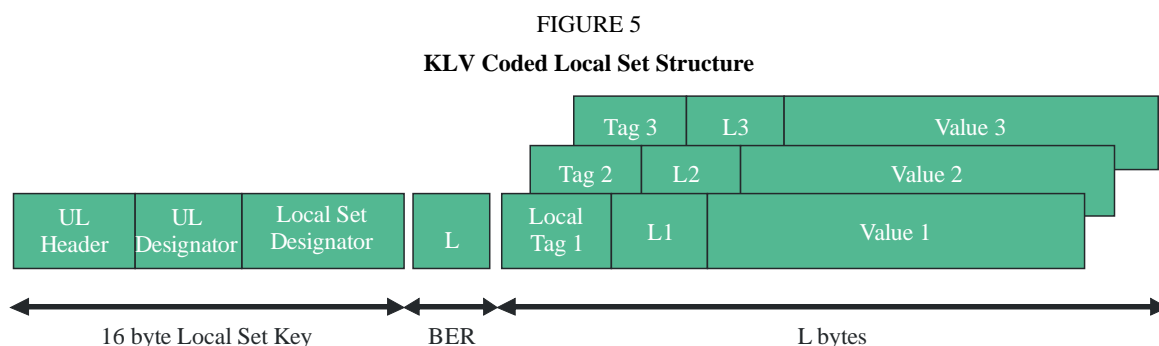 FIGURE 5
KLV Coded Local Set Structure
Tag 3 L3 Value 3
Tag 2 L2 Value 2
UL Header
UL Designator
Local Set Designator
L
Local Tag 1
L1
Value 1
16 byte Local Set Key BER L bytes